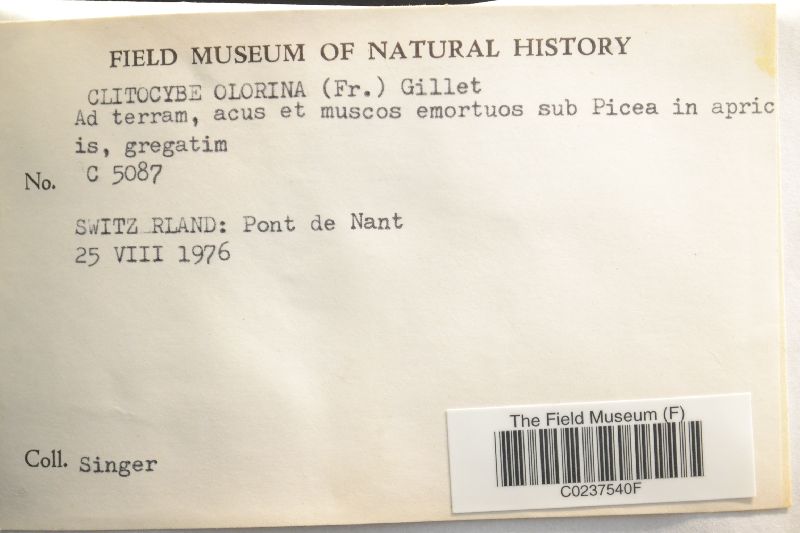 FIELD MUSEUM OF NATURAL HISTORY
CLITOCYBE OLORINA (Fr.) Gillet
Ad terram, acus et muscos emortuos sub Picea in apric
is, gregatim
No. C 5087
SWITZ RLAND: Pont de Nant
25 VIII 1976
Coll. Singer
The Field Museum (F)
C0237540F